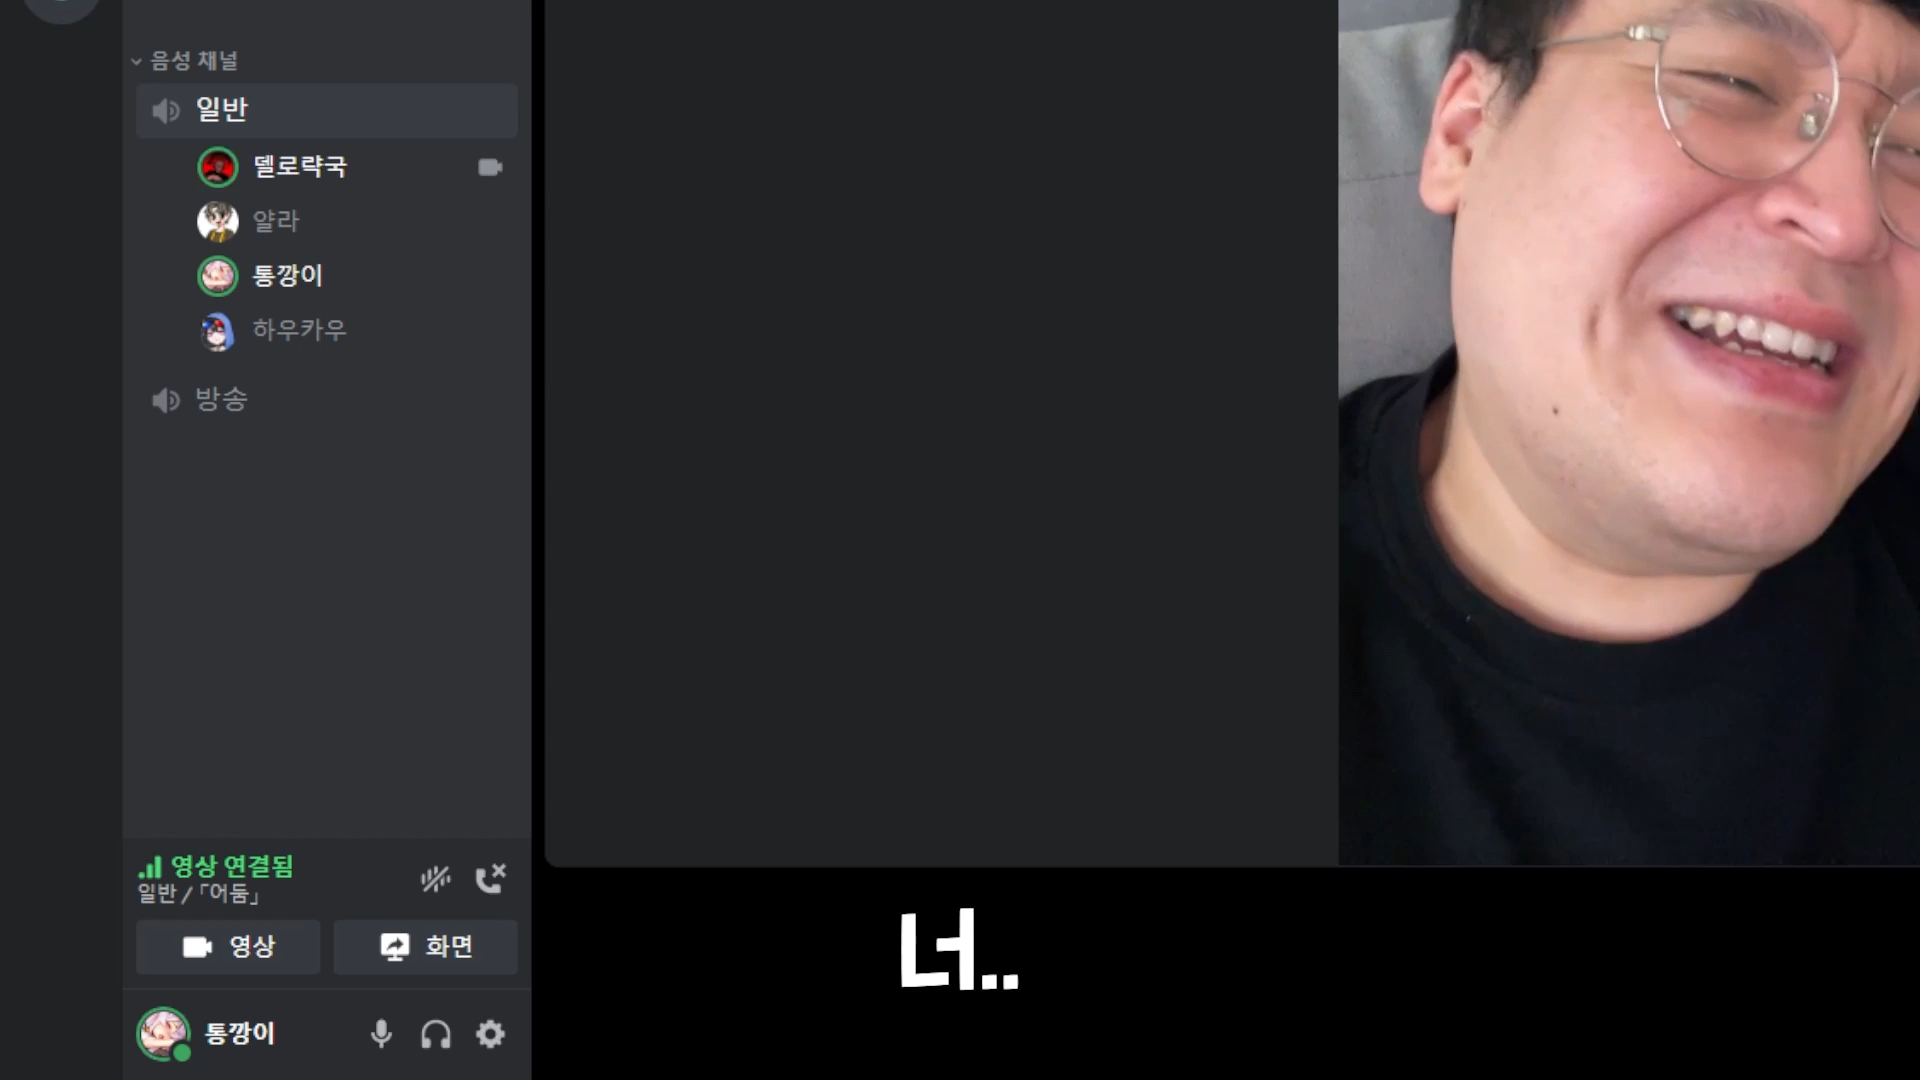 음성 채널
일반
델로략국
얄라
통깡이
하우카우
방송
영상 연결됨
일반 / 「어둠」
영상
화면
통깡이
너..